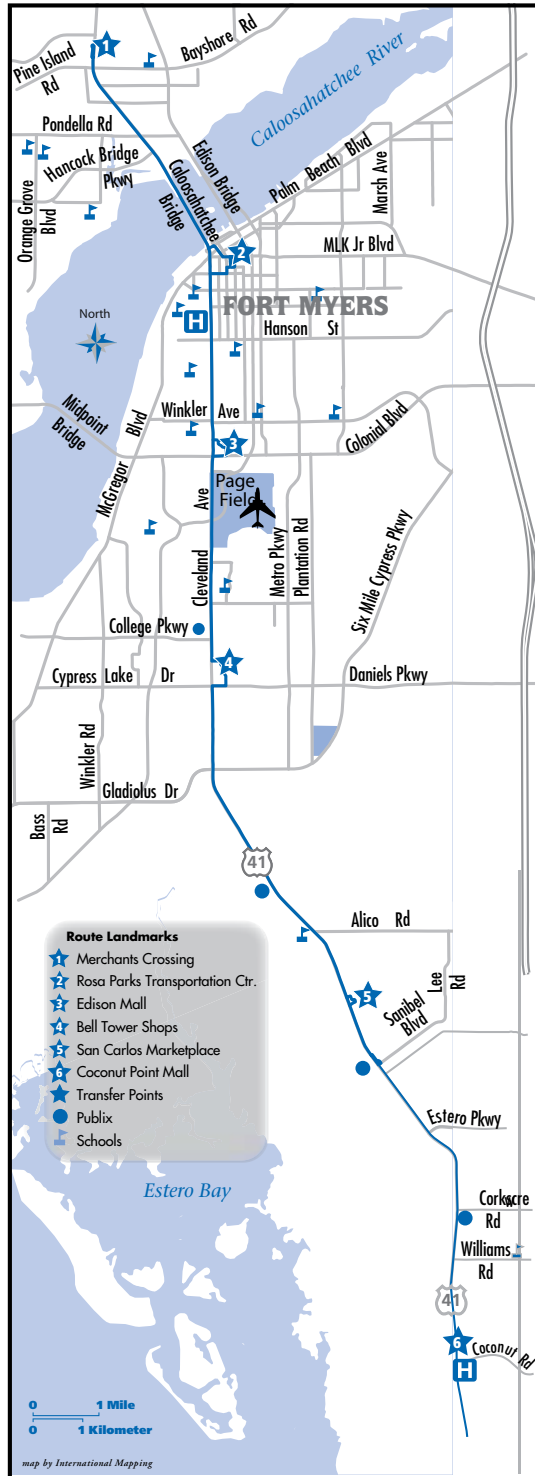 1
Bayshore Rd
Pine Island
Rd
Caloosahatchee River
Pondella Rd
Hancock Bridge
Pkwy
Edison Bridge
Caloosahatchee
Bridge
Palm Beach Blvd
Marsh Ave
Orange Grove
Blvd
2
MLK Jr Blvd
FORT MYERS
H
Hanson St
North
Winkler Ave
Midpoint
Bridge
McGregor Blvd
Colonial Blvd
3
Page
Field
Cleveland Ave
Metro Pkwy
Plantation Rd
Six Mile Cypress Pkwy
College Pkwy
4
Cypress Lake Dr
Daniels Pkwy
Winkler Rd
Gladiolus Dr
Bass
Rd
41
Alico Rd
Route Landmarks
1 Merchants Crossing
2 Rosa Parks Transportation Ctr.
3 Edison Mall
4 Bell Tower Shops
5 San Carlos Marketplace
6 Coconut Point Mall
Transfer Points
Publix
Schools
5
Lee
Rd
Sanibel
Blvd
Estero Pkwy
Estero Bay
Rd
Williams
Rd
41
6
Coconut Rd
H
0 1 Mile
0 1 Kilometer
map by International Mapping